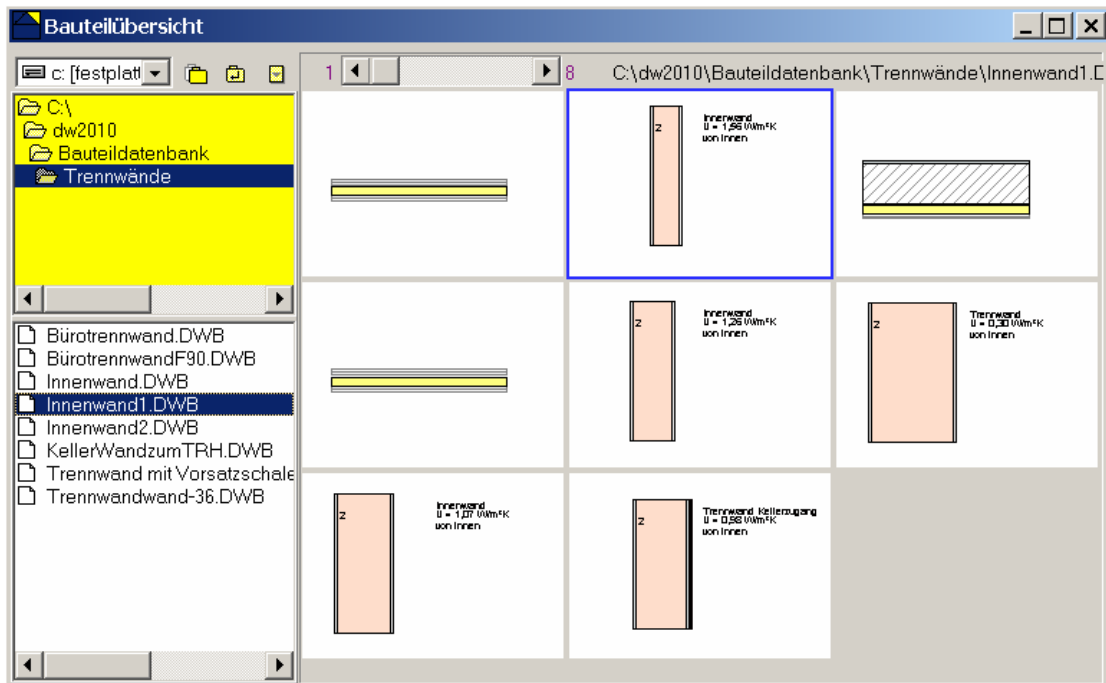 Bauteilübersicht
c: [festplatt
1
8
C:\dw2010\Bauteildatenbank\Trennwände\Innenwand1.D
C:\
dw2010
Bauteildatenbank
Trennwände
Bürotrennwand.DWB
BürotrennwandF90.DWB
Innenwand.DWB
Innenwand1.DWB
Innenwand2.DWB
KellerWandzumTRH.DWB
Trennwand mit Vorsatzschale
Trennwandwand-36.DWB
Z
Innenwand
U = 1,96 W/m²K
von Innen
Z
Innenwand
U = 1,26 W/m²K
von Innen
Z
Trennwand
U = 0,30 W/m²K
von Innen
Z
Innenwand
U = 1,07 W/m²K
von Innen
Z
Trennwand Kellerzugang
U = 0,98 W/m²K
von Innen